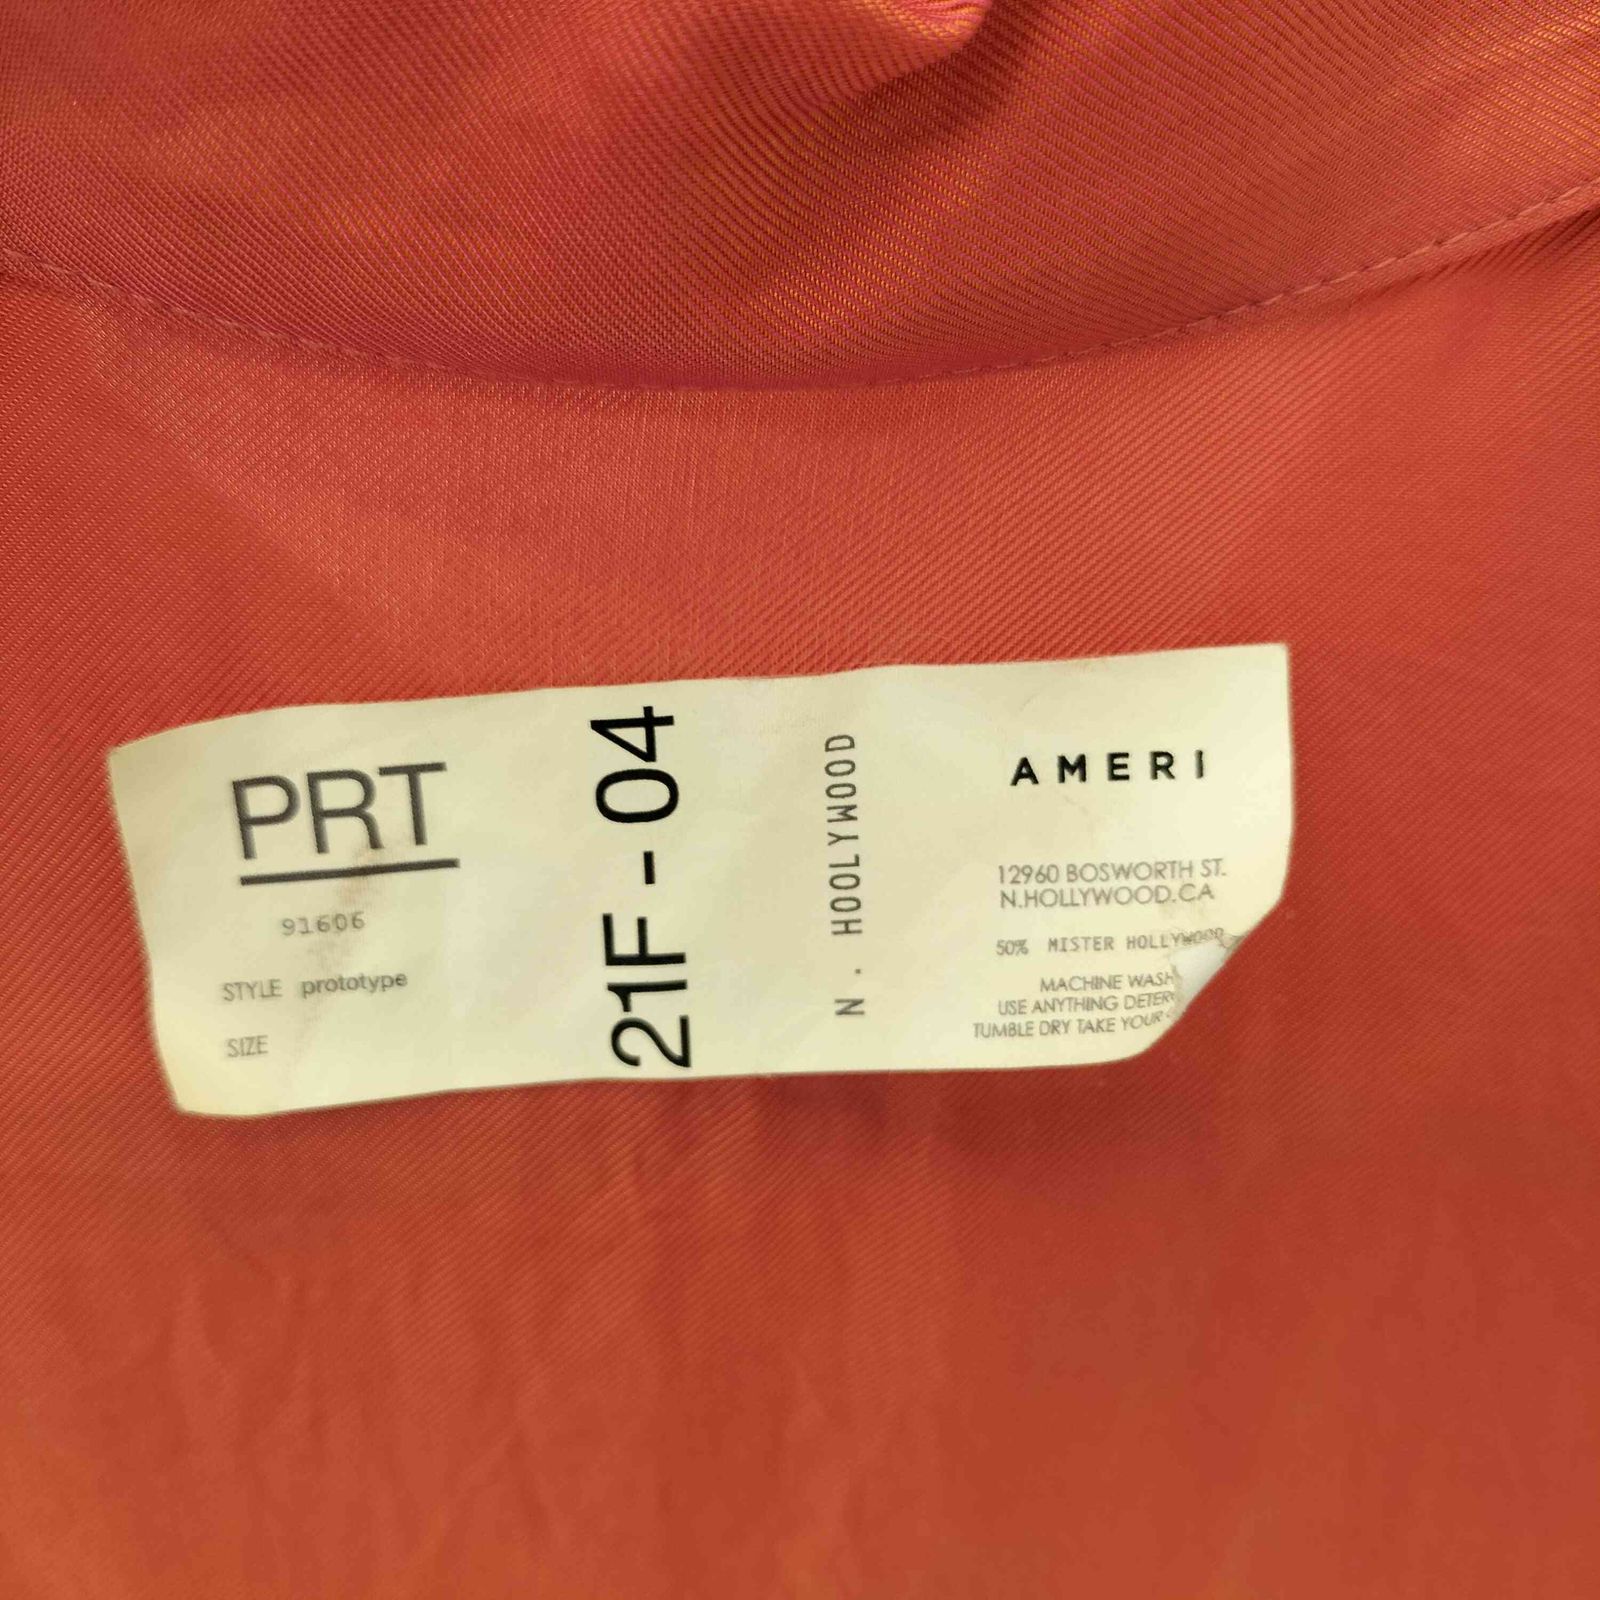 PRT
91606
STYLE prototype
SIZE
21F-04
N. HOOLYWOOD
AMERI
12960 BOSWORTH ST.
N.HOLLYWOOD.CA
50% MISTER HOLLYWOOD
MACHINE WASH
USE ANYTHING
TUMBLE DRY TAKE YOUR